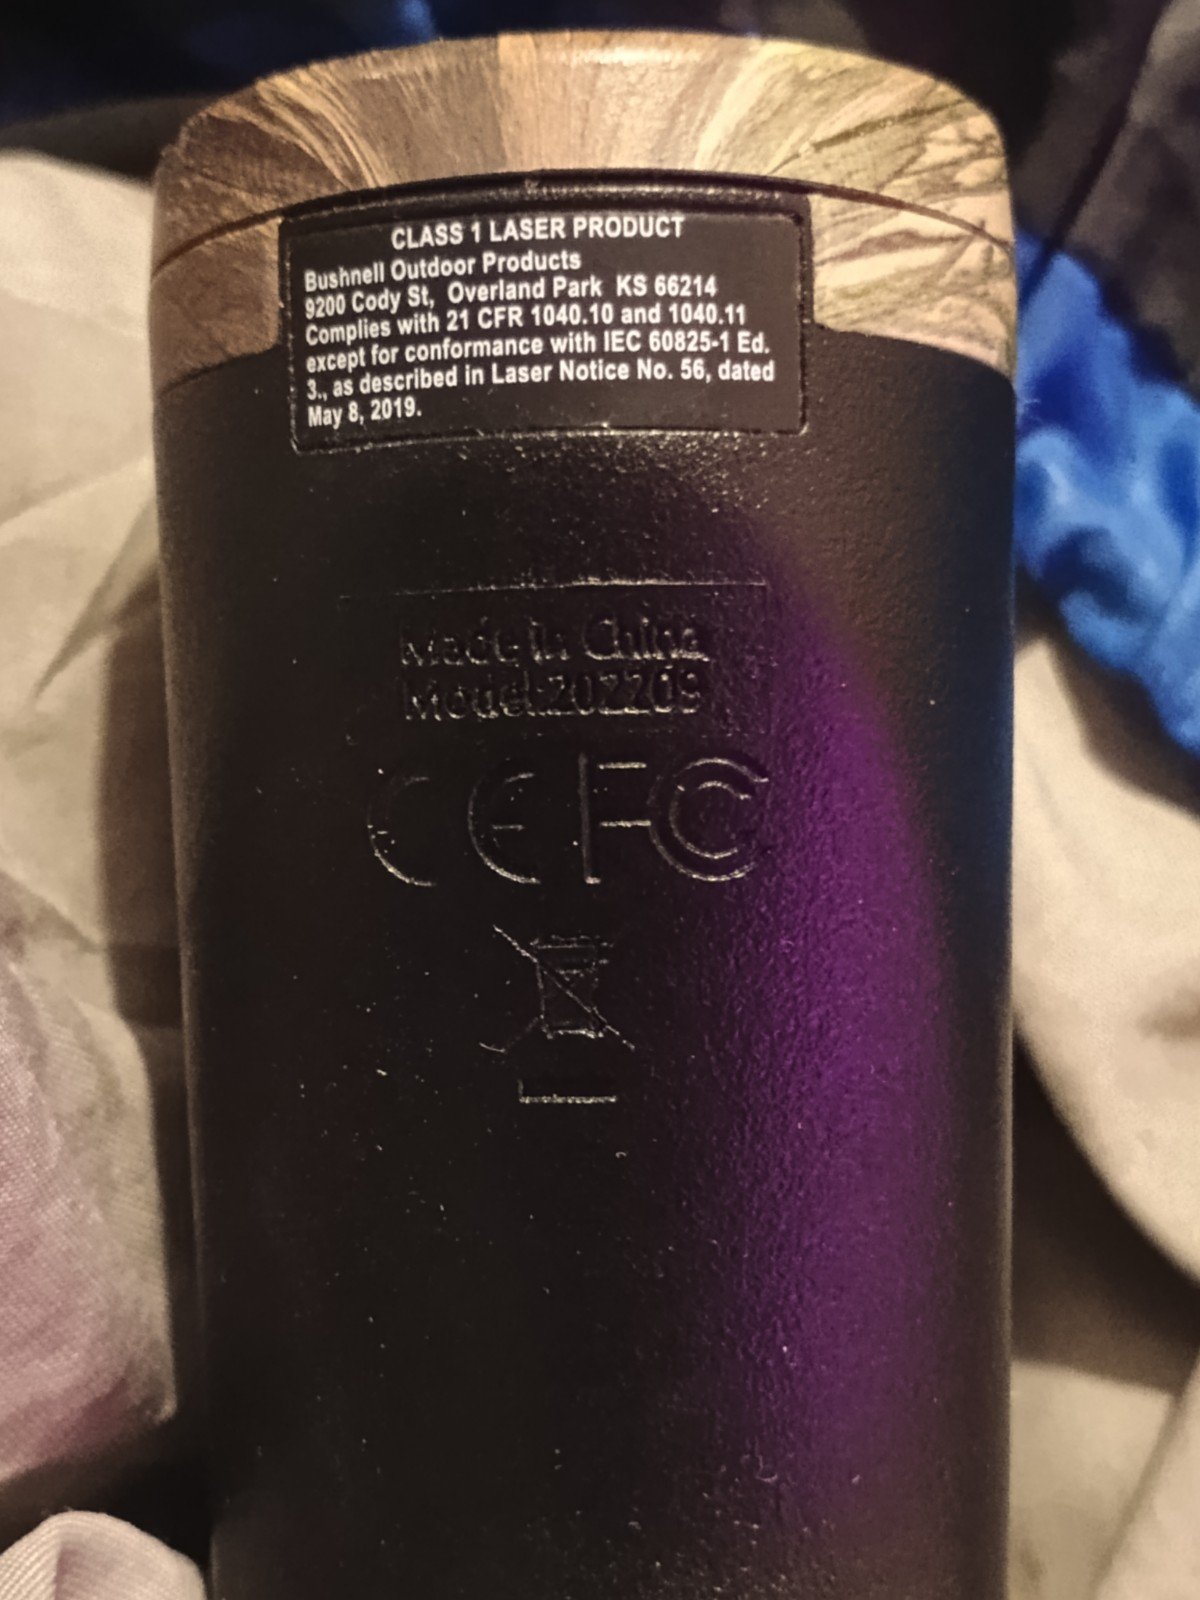 CLASS 1 LASER PRODUCT
Bushnell Outdoor Products
9200 Cody St, Overland Park KS 66214
Complies with 21 CFR 1040.10 and 1040.11
except for conformance with IEC 60825-1 Ed.
3., as described in Laser Notice No. 56, dated
May 8, 2019.
Made in China
Model:202209
CE FC